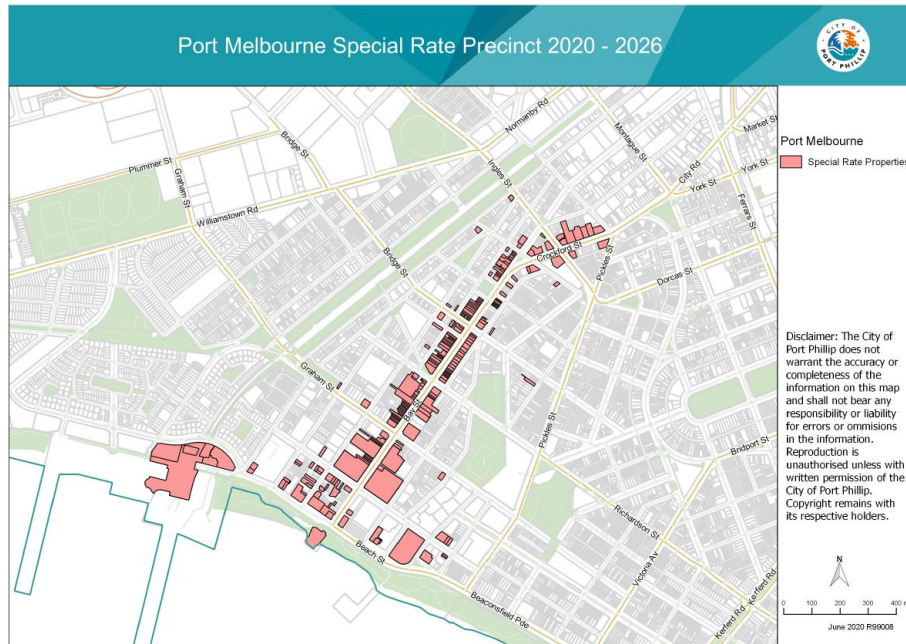 Port Melbourne Special Rate Precinct 2020 - 2026
CITY OF
PORT PHILLIP
Port Melbourne
Special Rate Properties
Plummer St
Graham St
Bridge St
Williamstown Rd
Normanby Rd
Ingles St
Montague St
Market St
City Rd
York St
York St
Ferrars St
Bridge St
Crockford St
Pickles St
Dorcas St
Graham St
Bay St
Pickles St
Bridport St
Richardson St
Victoria Av
Beach St
Beaconsfield Pde
Kerferd Rd
Kerferd Rd
Disclaimer: The City of
Port Phillip does not
warrant the accuracy or
completeness of the
information on this map
and shall not bear any
responsibility or liability
for errors or ommisions
in the information.
Reproduction is
unauthorised unless with
written permission of the
City of Port Phillip.
Copyright remains with
its respective holders.
N
0 100 200 300 400 m
June 2020 R99008